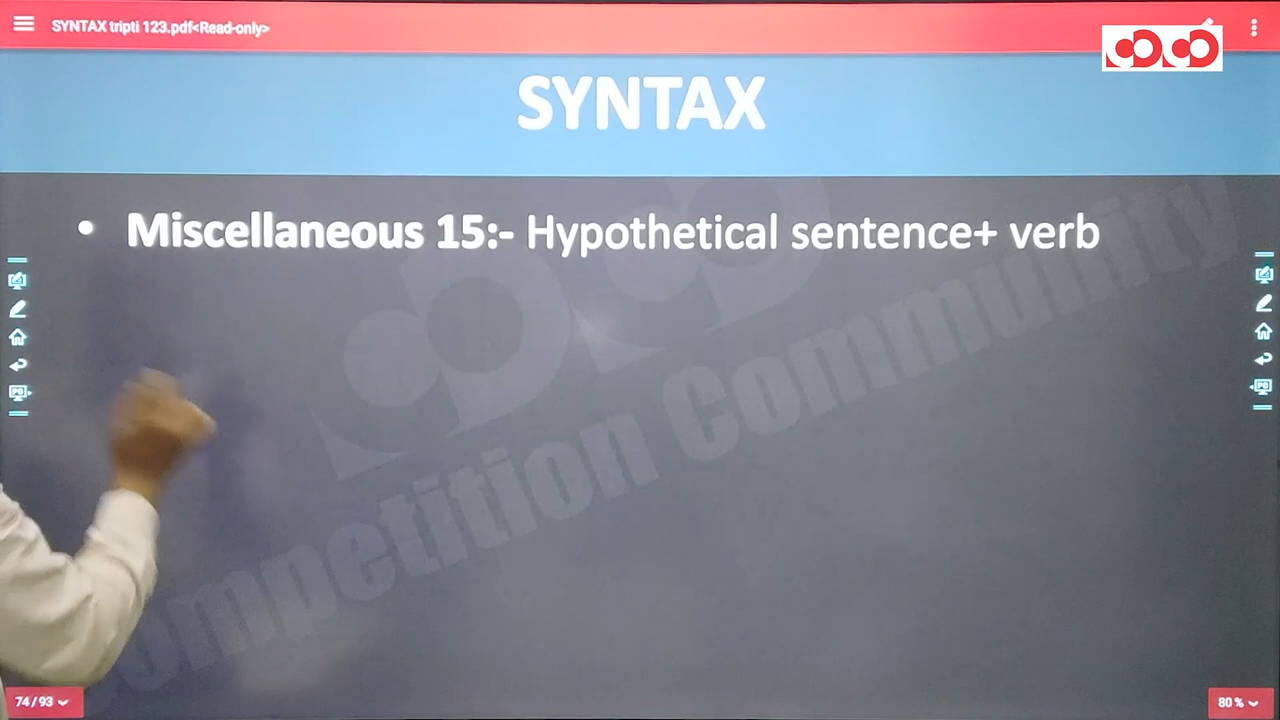 SYNTAX tripti 123.pdf<Read-only>
SYNTAX
• Miscellaneous 15:- Hypothetical sentence+ verb
Competition Community
74/93
80%